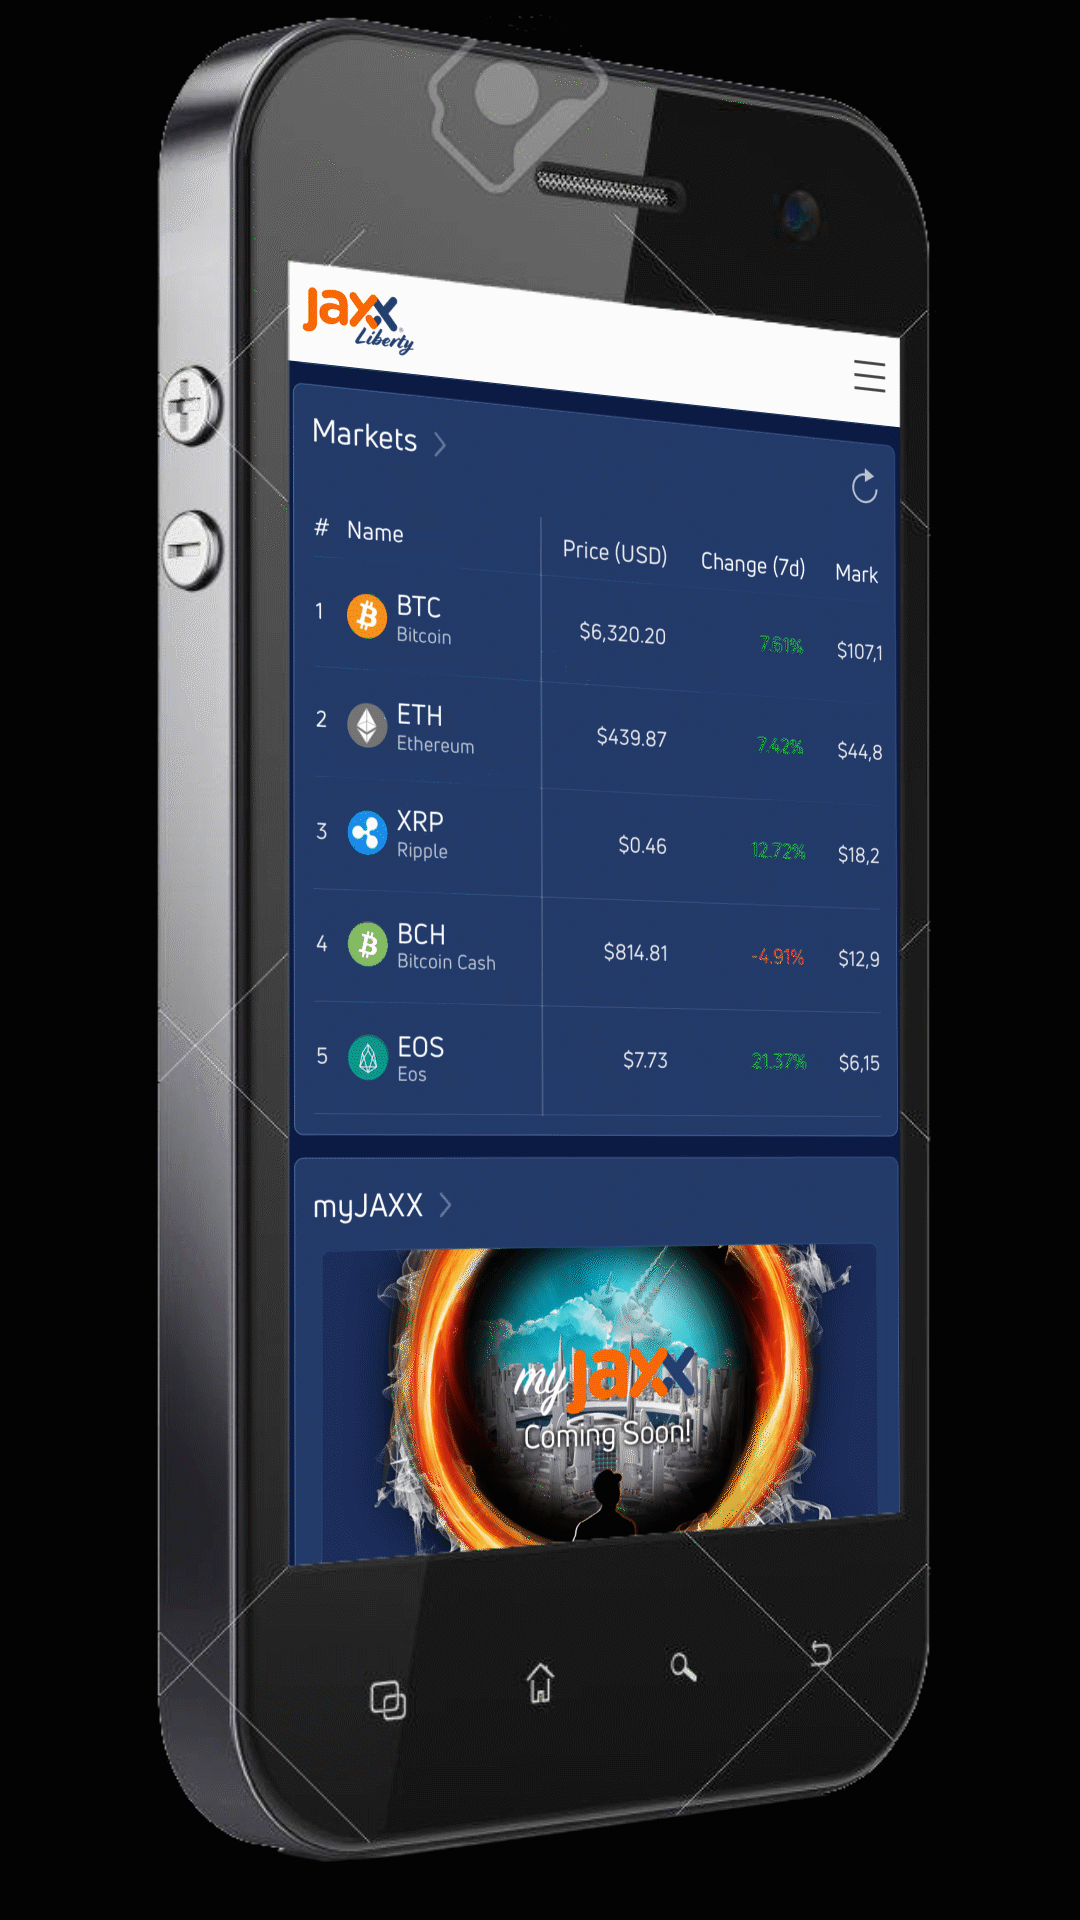 Jaxx
Liberty
Markets
# Name Price (USD) Change (7d) Mark
1 BTC $6,320.20 7.61% $107,1
Bitcoin
2 ETH $439.87 7.42% $44,8
Ethereum
3 XRP $0.46 12.72% $18,2
Ripple
4 BCH $814.81 -4.91% $12,9
Bitcoin Cash
5 EOS $7.73 21.37% $6,15
Eos
myJAXX
my Jaxx
Coming Soon!